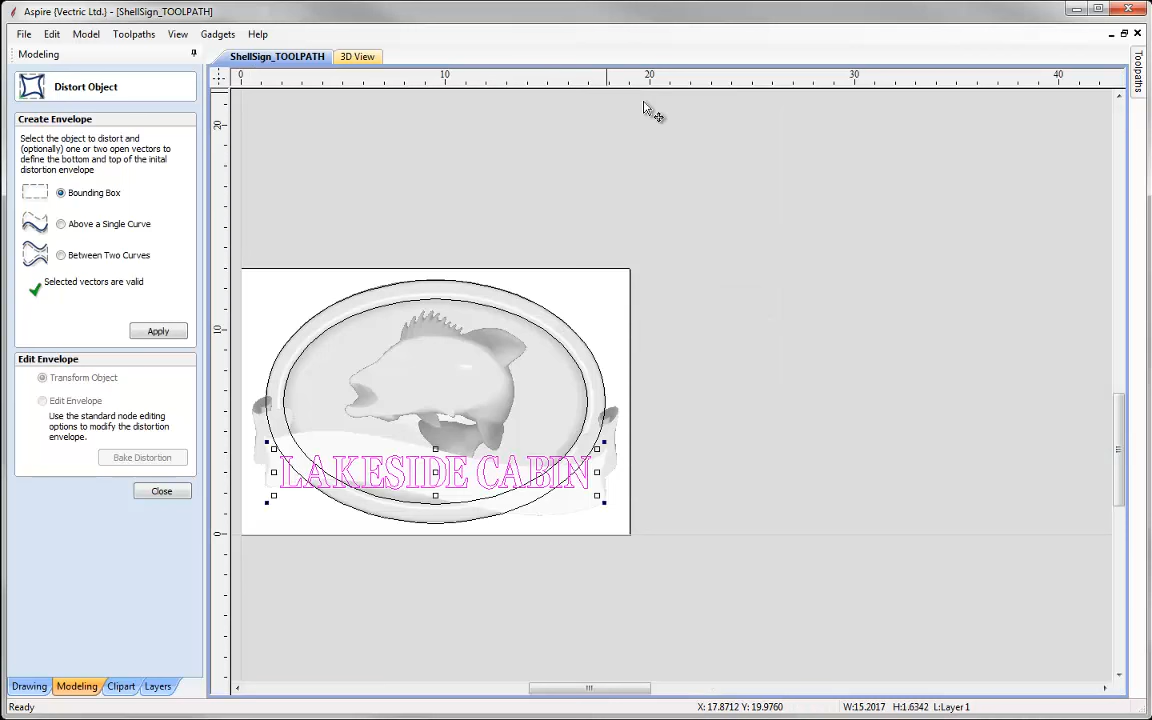 Aspire {Vectric Ltd.} - [ShellSign_TOOLPATH]
File Edit Model Toolpaths View Gadgets Help
Modeling
ShellSign_TOOLPATH 3D View
Toolpaths
0 10 20 30 40
20
10
0
Distort Object
Create Envelope
Select the object to distort and
(optionally) one or two open vectors to
define the bottom and top of the inital
distortion envelope
Bounding Box
Above a Single Curve
Between Two Curves
Selected vectors are valid
Apply
Edit Envelope
Transform Object
Edit Envelope
Use the standard node editing
options to modify the distortion
envelope.
Bake Distortion
Close
LAKESIDE CABIN
Drawing Modeling Clipart Layers
Ready
X: 17.8712 Y: 19.9760
W:15.2017 H:1.6342 L:Layer 1